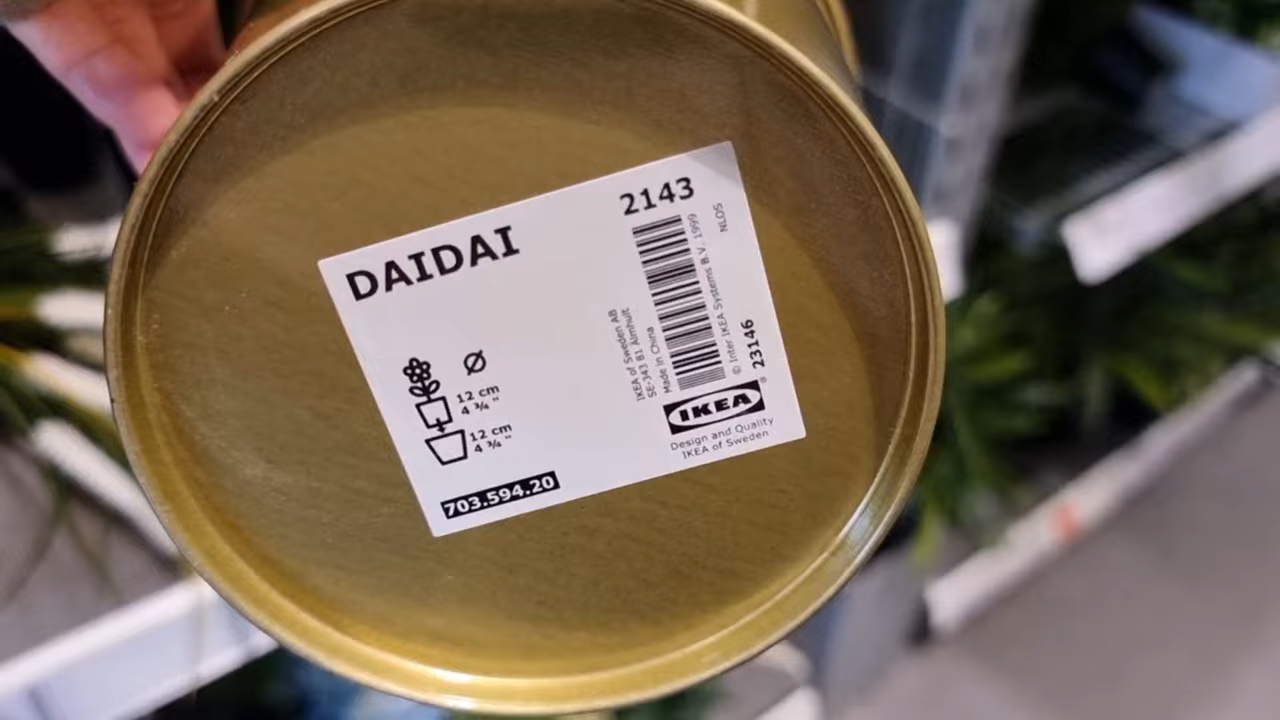 DAIDAI
2143
Ø
12 cm
4 ¾ "
12 cm
4 ¾ "
703.594.20
IKEA of Sweden AB
SE-343 81 Älmhult
Made in China
© Inter IKEA Systems B.V. 1999
NLOS
23146
IKEA®
Design and Quality
IKEA of Sweden